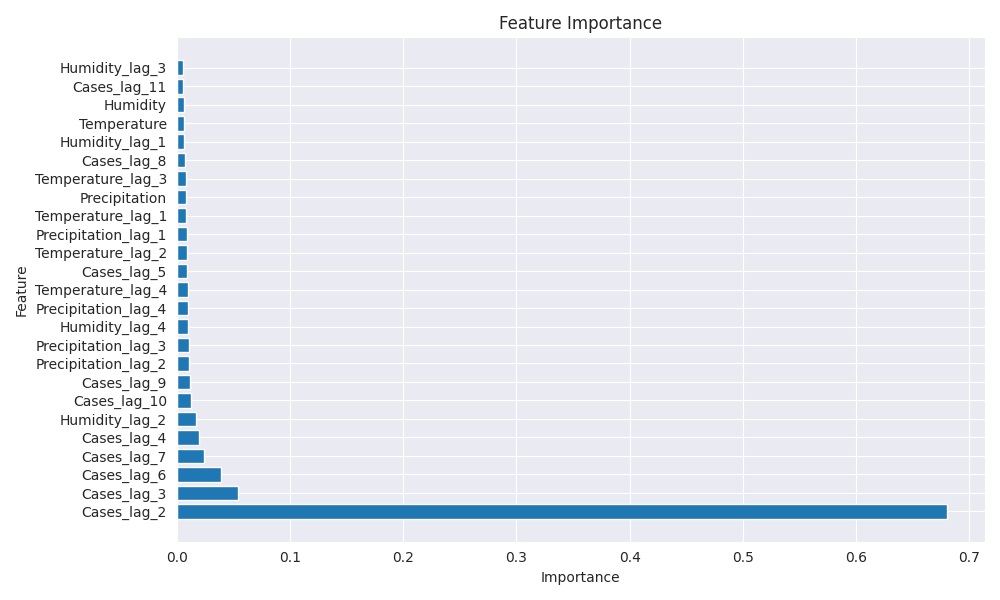 Feature Importance
Humidity_lag_3
Cases_lag_11
Humidity
Temperature
Humidity_lag_1
Cases_lag_8
Temperature_lag_3
Precipitation
Temperature_lag_1
Precipitation_lag_1
Temperature_lag_2
Cases_lag_5
Temperature_lag_4
Precipitation_lag_4
Humidity_lag_4
Precipitation_lag_3
Precipitation_lag_2
Cases_lag_9
Cases_lag_10
Humidity_lag_2
Cases_lag_4
Cases_lag_7
Cases_lag_6
Cases_lag_3
Cases_lag_2
Feature
0.0 0.1 0.2 0.3 0.4 0.5 0.6 0.7
Importance